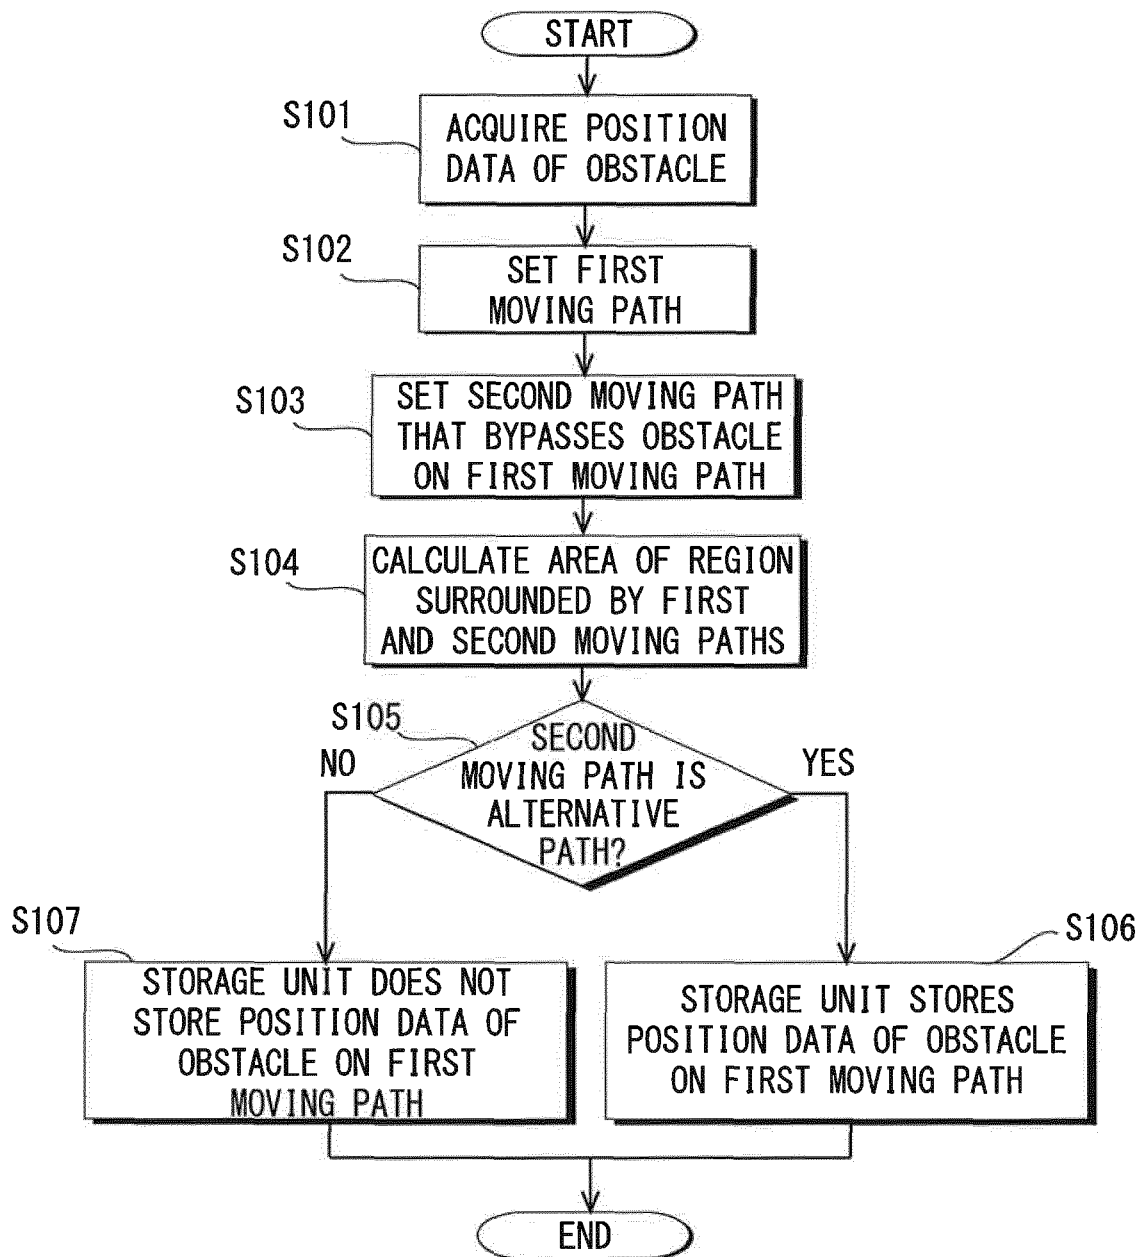 START
S101
ACQUIRE POSITION
DATA OF OBSTACLE
S102
SET FIRST
MOVING PATH
S103
SET SECOND MOVING PATH
THAT BYPASSES OBSTACLE
ON FIRST MOVING PATH
S104
CALCULATE AREA OF REGION
SURROUNDED BY FIRST
AND SECOND MOVING PATHS
S105
SECOND
MOVING PATH IS
ALTERNATIVE
PATH?
NO
YES
S107
STORAGE UNIT DOES NOT
STORE POSITION DATA OF
OBSTACLE ON FIRST
MOVING PATH
S106
STORAGE UNIT STORES
POSITION DATA OF OBSTACLE
ON FIRST MOVING PATH
END